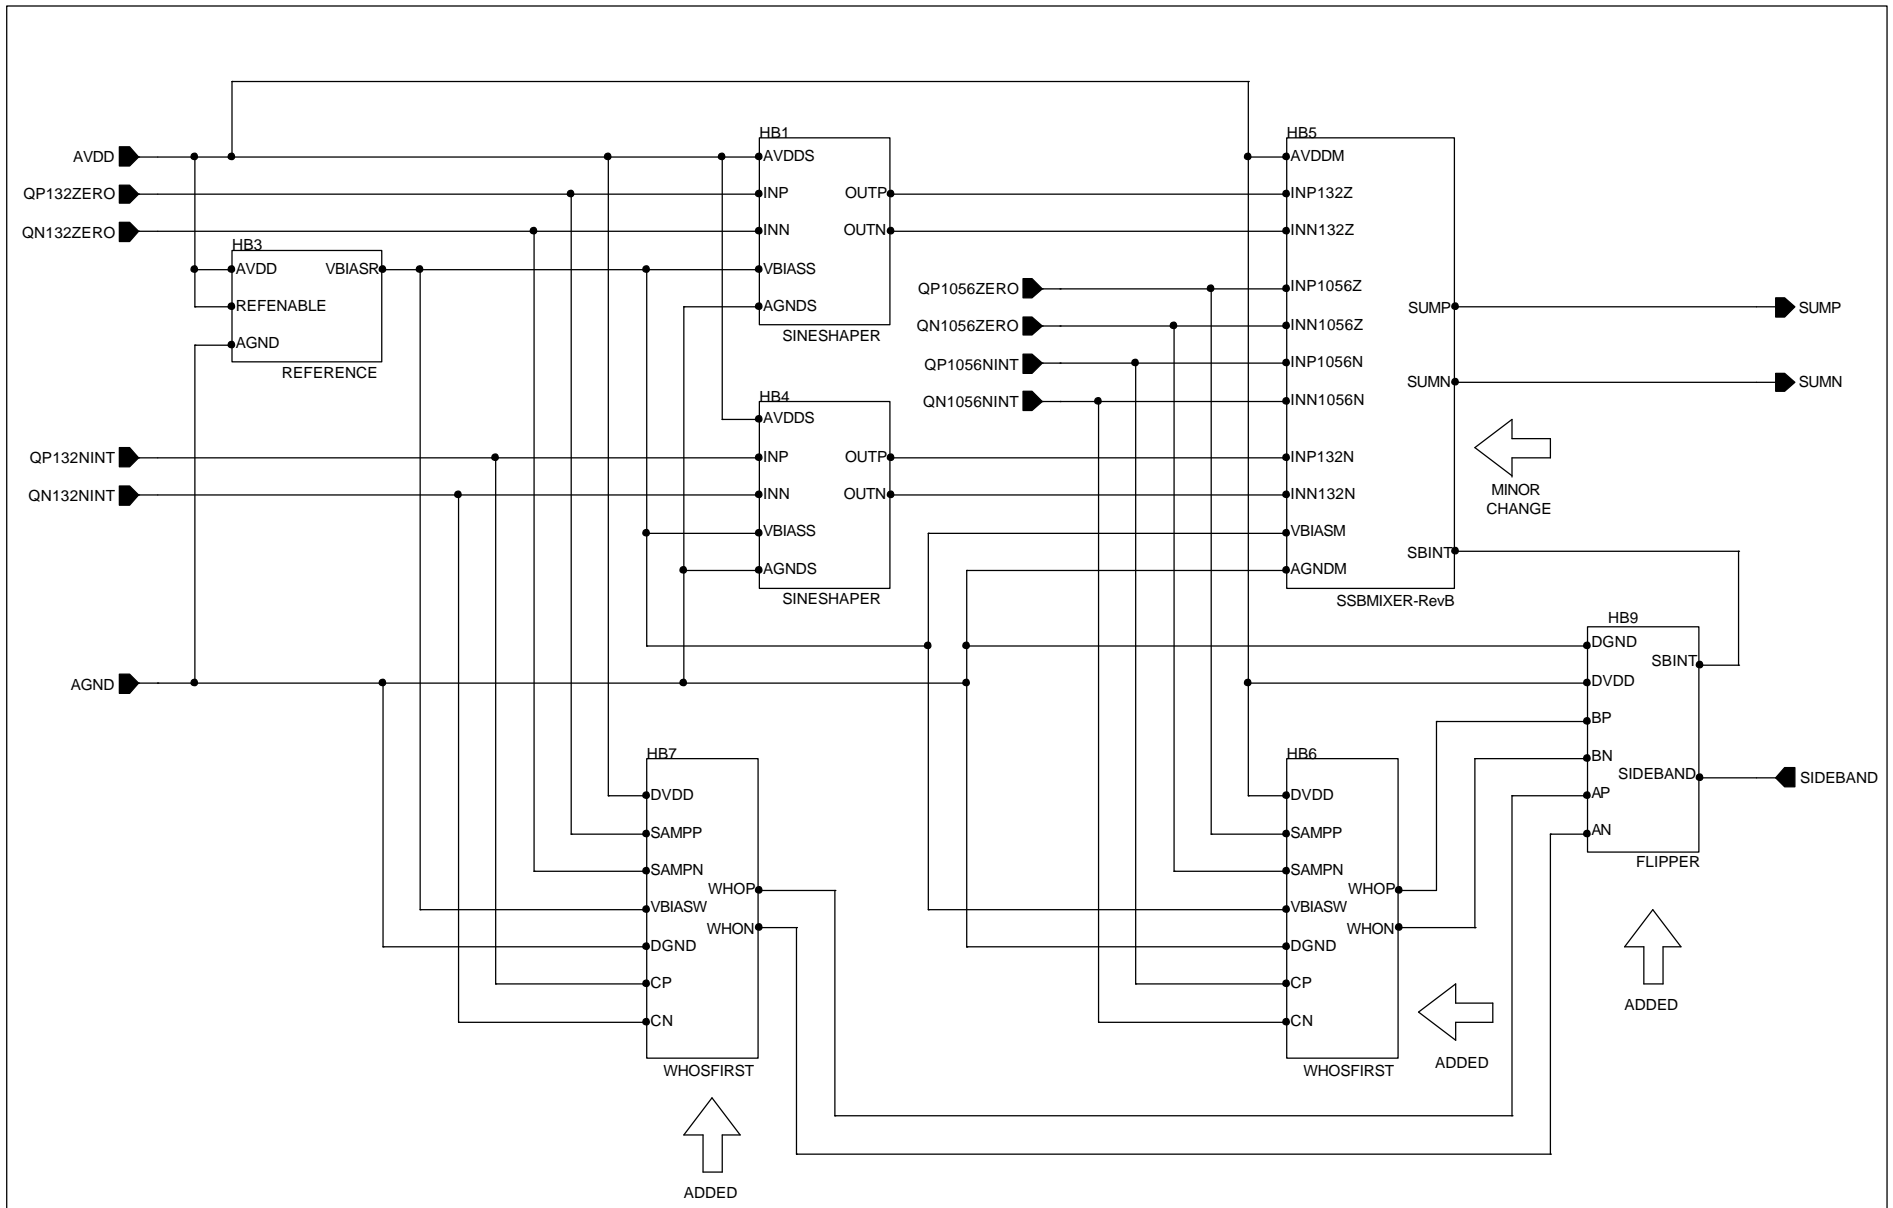 HB1
HB5
AVDD
AVDDS
AVDDM
QP132ZERO
INP
OUTP
INP132Z
QN132ZERO
INN
OUTN
INN132Z
HB3
AVDD
VBIASR
VBIASS
REFENABLE
AGNDS
AGND
REFERENCE
SINESHAPER
QP1056ZERO
INP1056Z
SUMP
SUMP
QN1056ZERO
INN1056Z
QP1056NINT
INP1056N
SUMN
SUMN
QN1056NINT
INN1056N
HB4
AVDDS
QP132NINT
INP
OUTP
INP132N
QN132NINT
INN
OUTN
INN132N
VBIASS
VBIASM
AGNDS
AGNDM
SBINT
SINESHAPER
SSBMIXER-RevB
MINOR
CHANGE
HB9
DGND
SBINT
AGND
DVDD
BP
BN
SIDEBAND
SIDEBAND
AP
AN
FLIPPER
ADDED
HB7
DVDD
SAMPP
SAMPN
WHOP
VBIASW
WHON
DGND
CP
CN
WHOSFIRST
ADDED
HB6
DVDD
SAMPP
SAMPN
WHOP
VBIASW
WHON
DGND
CP
CN
WHOSFIRST
ADDED